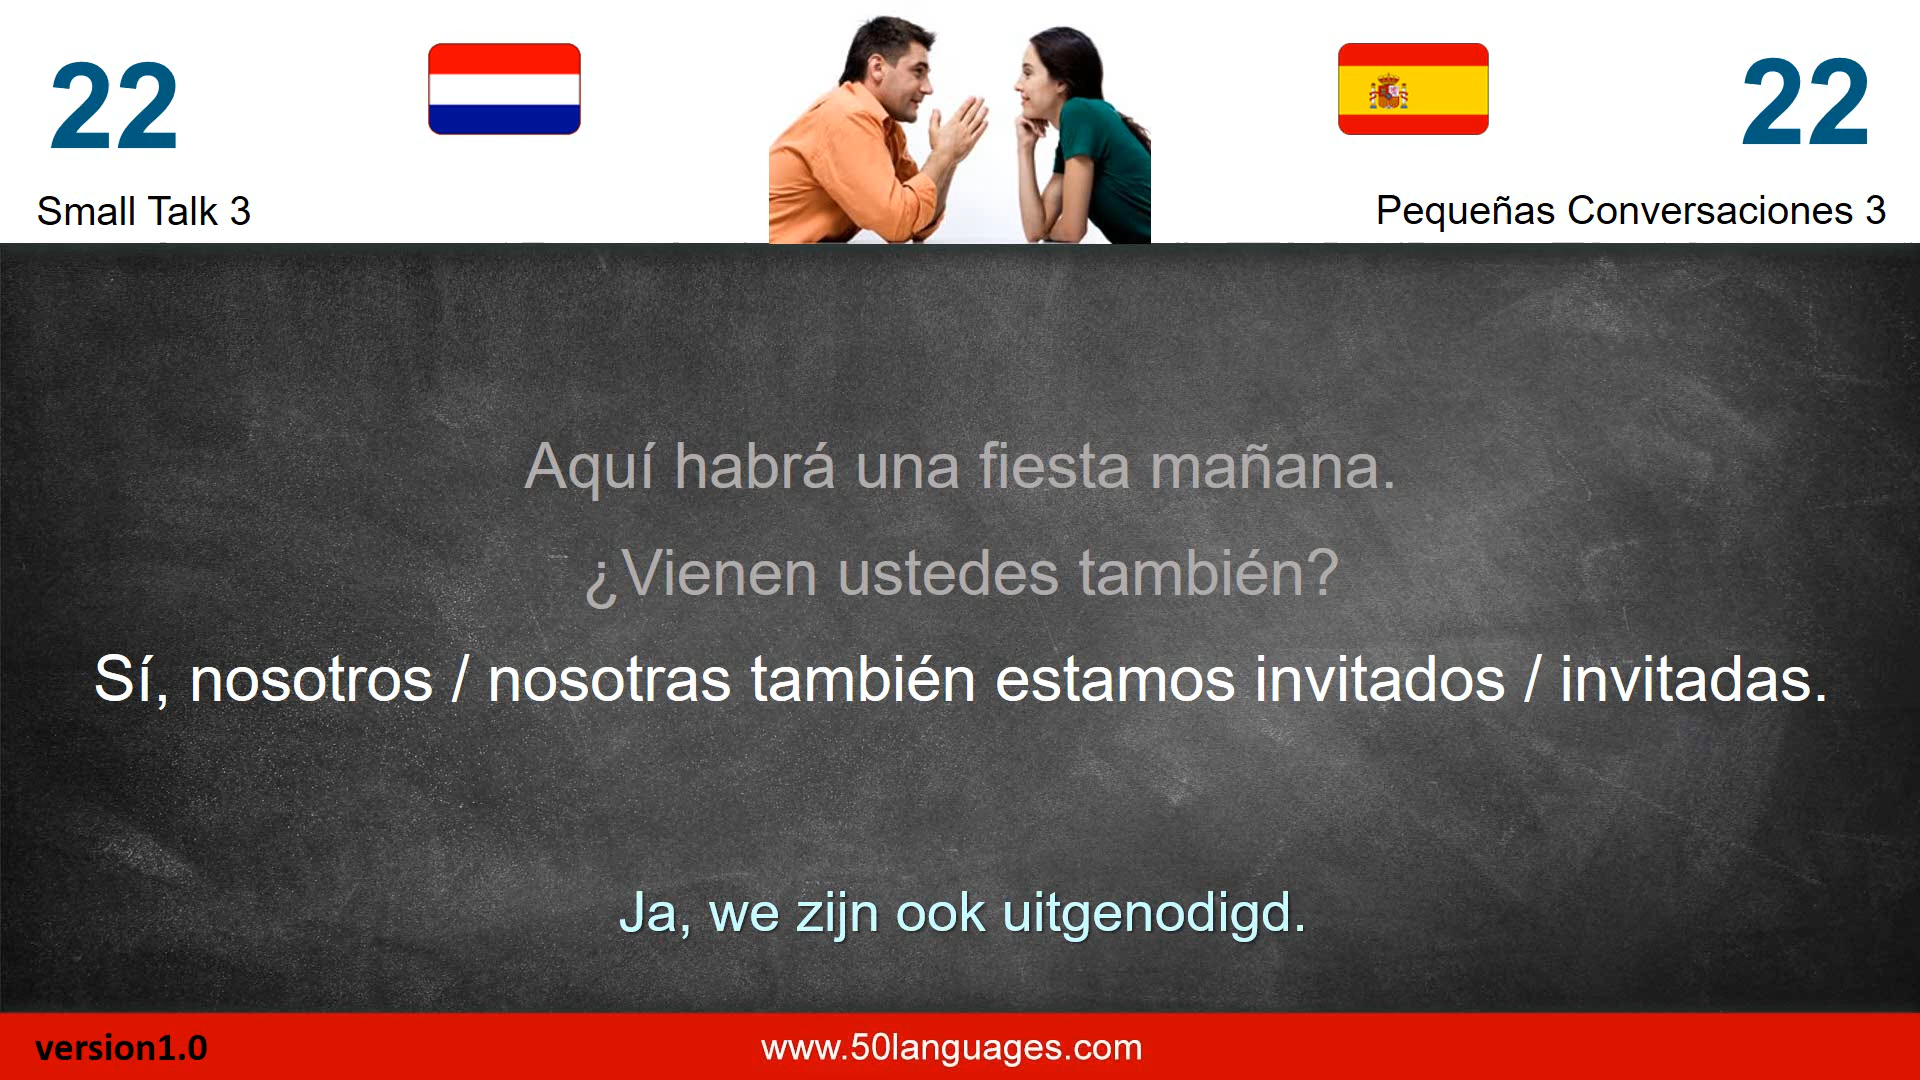 22
22
Small Talk 3
Pequeñas Conversaciones 3
Aquí habrá una fiesta mañana.
¿Vienen ustedes también?
Sí, nosotros / nosotras también estamos invitados / invitadas.
Ja, we zijn ook uitgenodigd.
version1.0
www.50languages.com